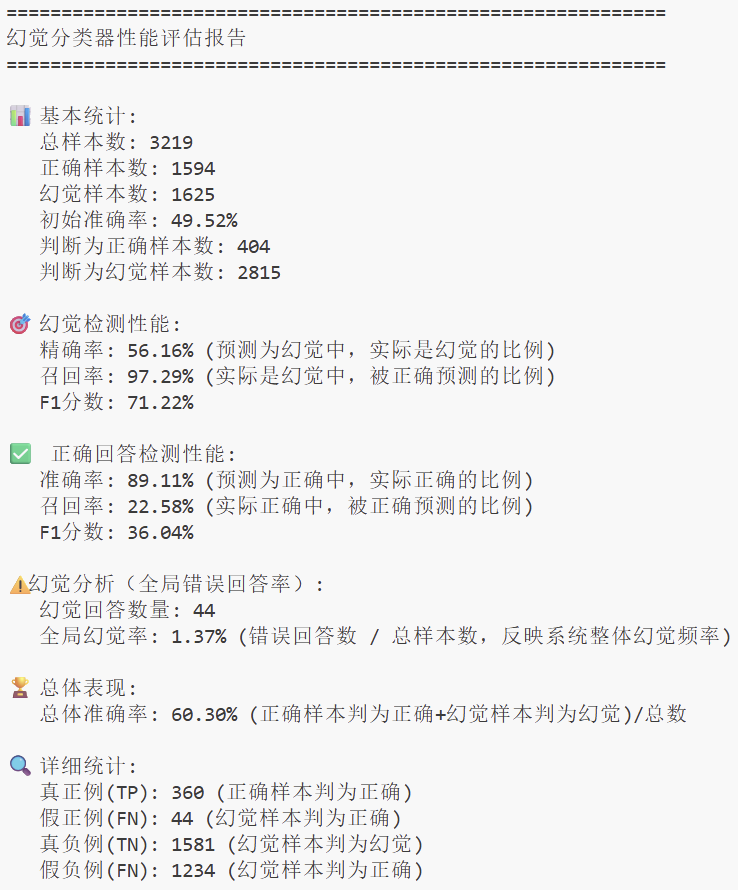 ============================================================
幻觉分类器性能评估报告
============================================================
📊 基本统计:
总样本数: 3219
正确样本数: 1594
幻觉样本数: 1625
初始准确率: 49.52%
判断为正确样本数: 404
判断为幻觉样本数: 2815
🎯 幻觉检测性能:
精确率: 56.16% (预测为幻觉中，实际是幻觉的比例)
召回率: 97.29% (实际是幻觉中，被正确预测的比例)
F1分数: 71.22%
✅ 正确回答检测性能:
准确率: 89.11% (预测为正确中，实际正确的比例)
召回率: 22.58% (实际正确中，被正确预测的比例)
F1分数: 36.04%
⚠️幻觉分析（全局错误回答率）:
幻觉回答数量: 44
全局幻觉率: 1.37% (错误回答数 / 总样本数，反映系统整体幻觉频率)
🏆 总体表现:
总体准确率: 60.30% (正确样本判为正确+幻觉样本判为幻觉)/总数
🔍 详细统计:
真正例(TP): 360 (正确样本判为正确)
假正例(FN): 44 (幻觉样本判为正确)
真负例(TN): 1581 (幻觉样本判为幻觉)
假负例(FN): 1234 (幻觉样本判为正确)